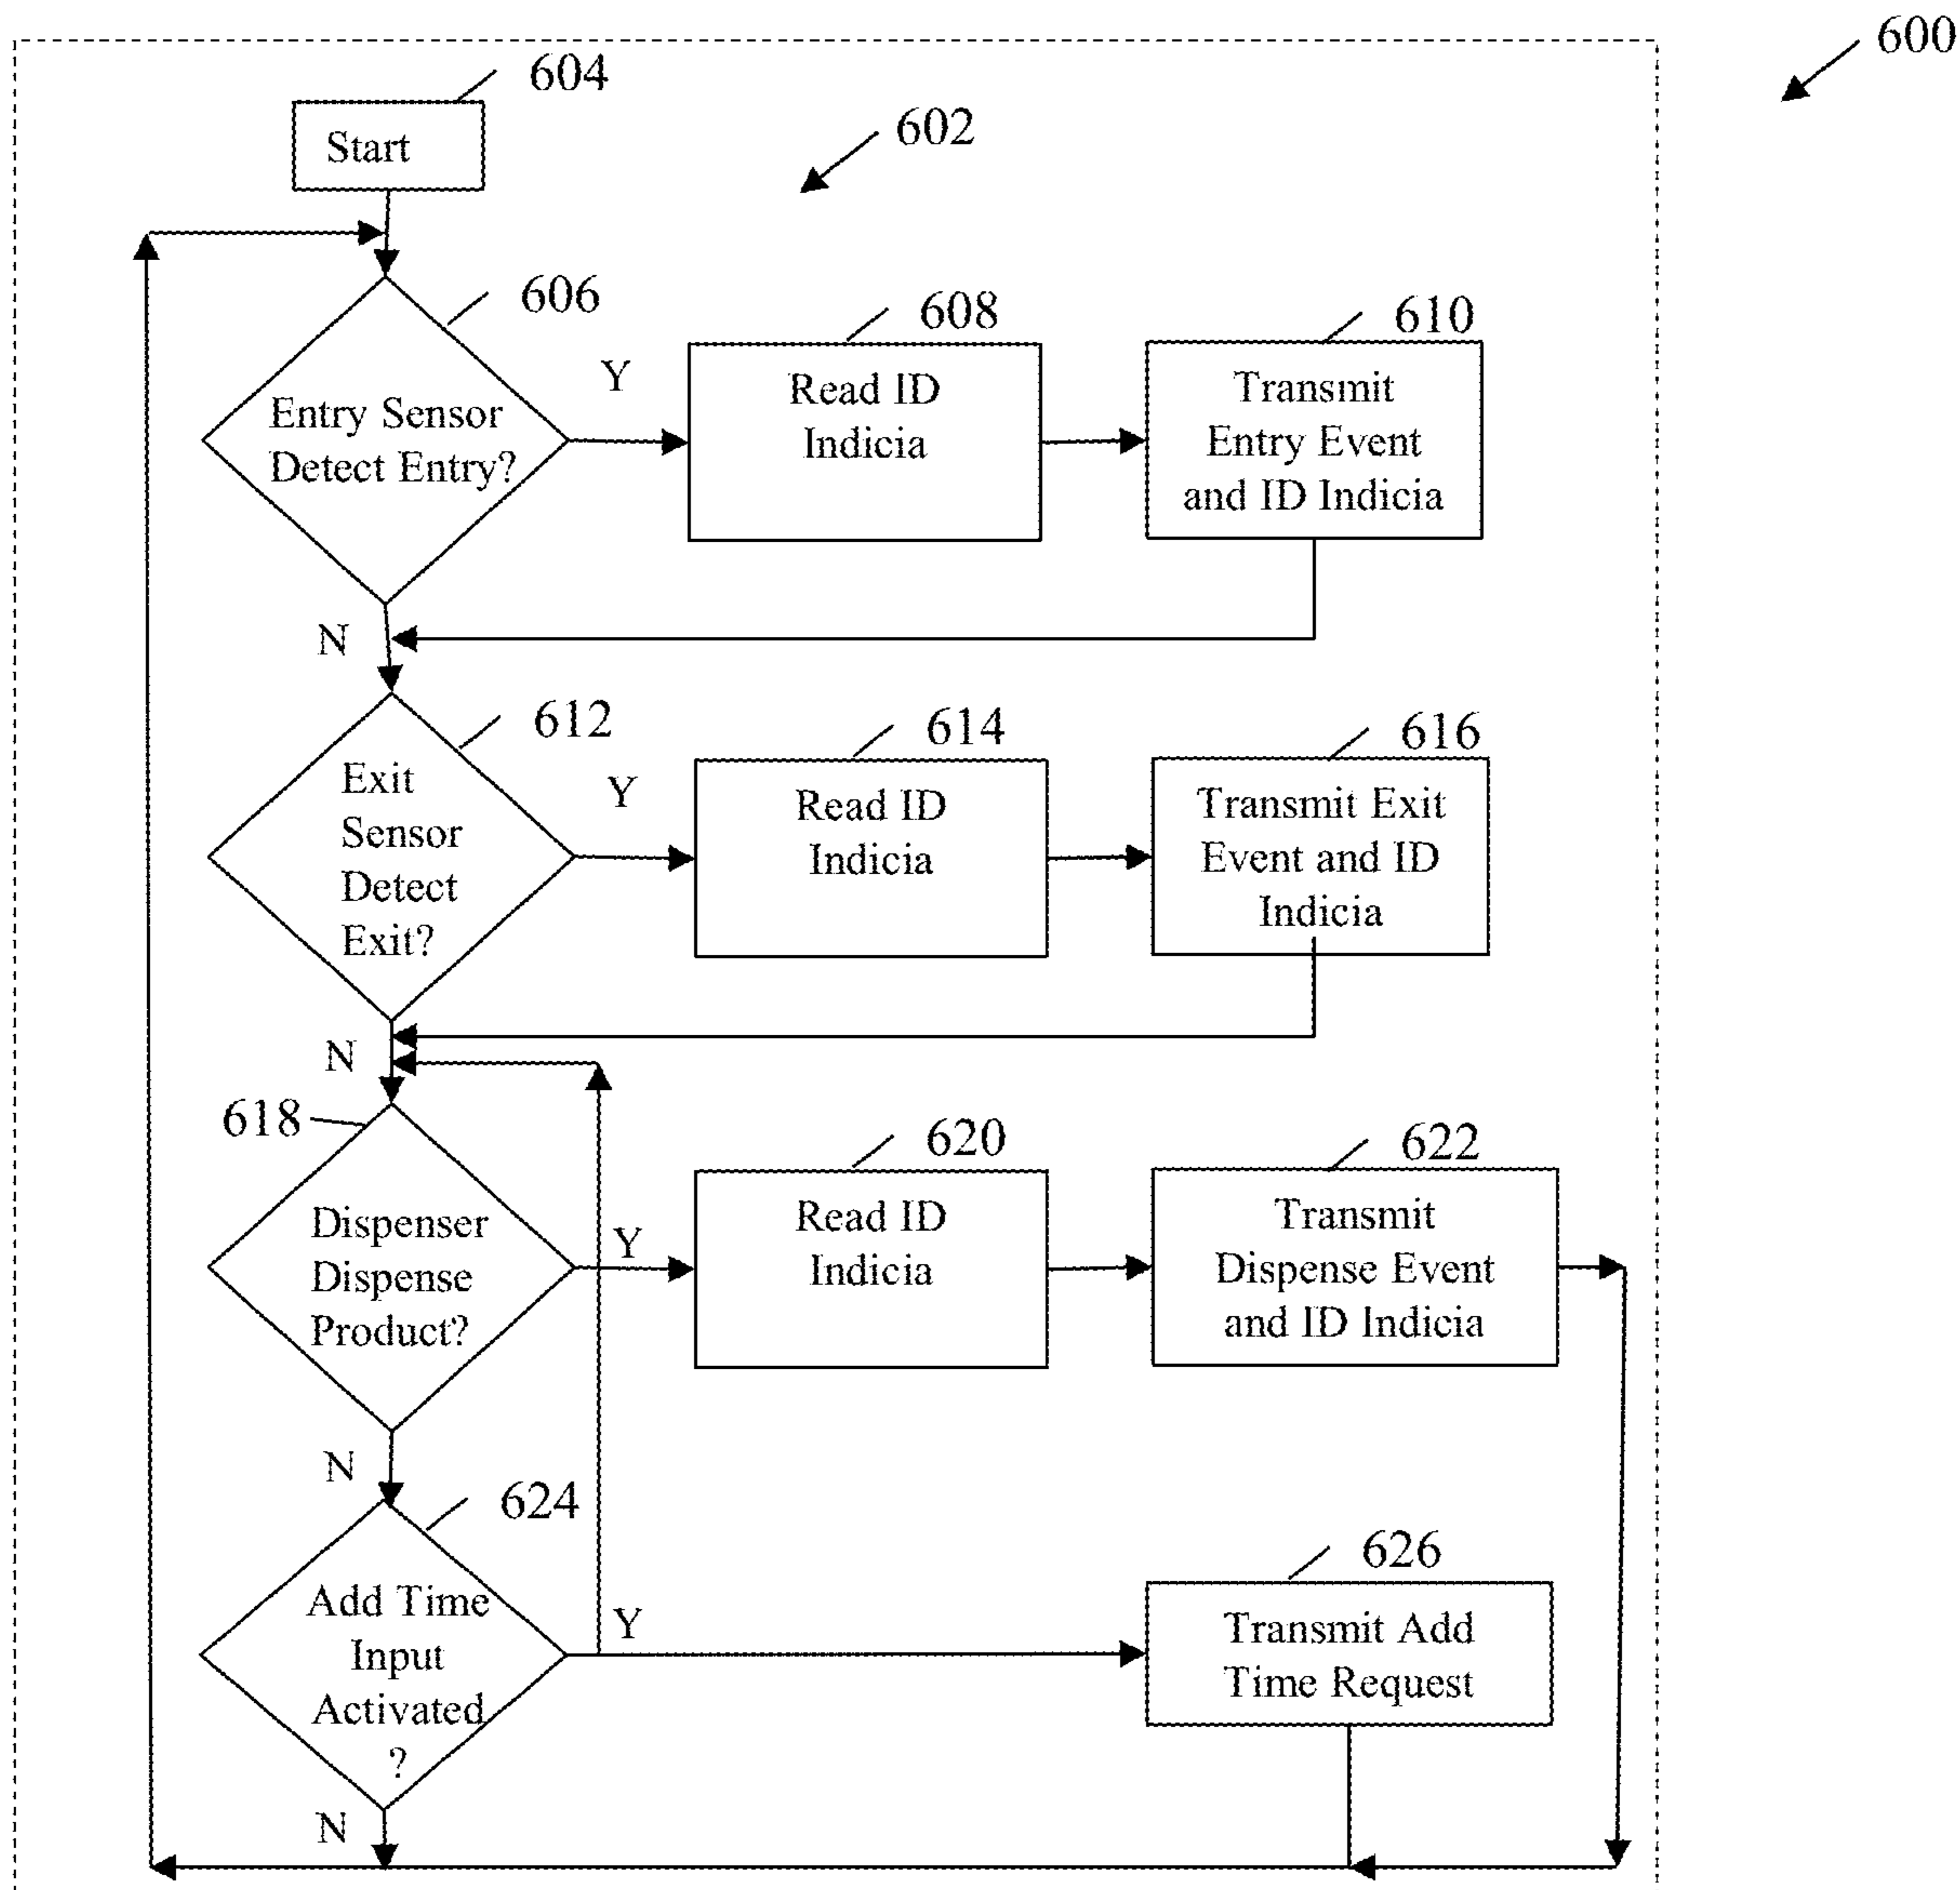 600
604
Start
602
606
608
610
Entry Sensor
Detect Entry?
Y
Read ID
Indicia
Transmit
Entry Event
and ID Indicia
N
612
614
616
Exit
Sensor
Detect
Exit?
Y
Read ID
Indicia
Transmit Exit
Event and ID
Indicia
N
618
620
622
Dispenser
Dispense
Product?
Y
Read ID
Indicia
Transmit
Dispense Event
and ID Indicia
N
624
626
Add Time
Input
Activated
?
Y
Transmit Add
Time Request
N